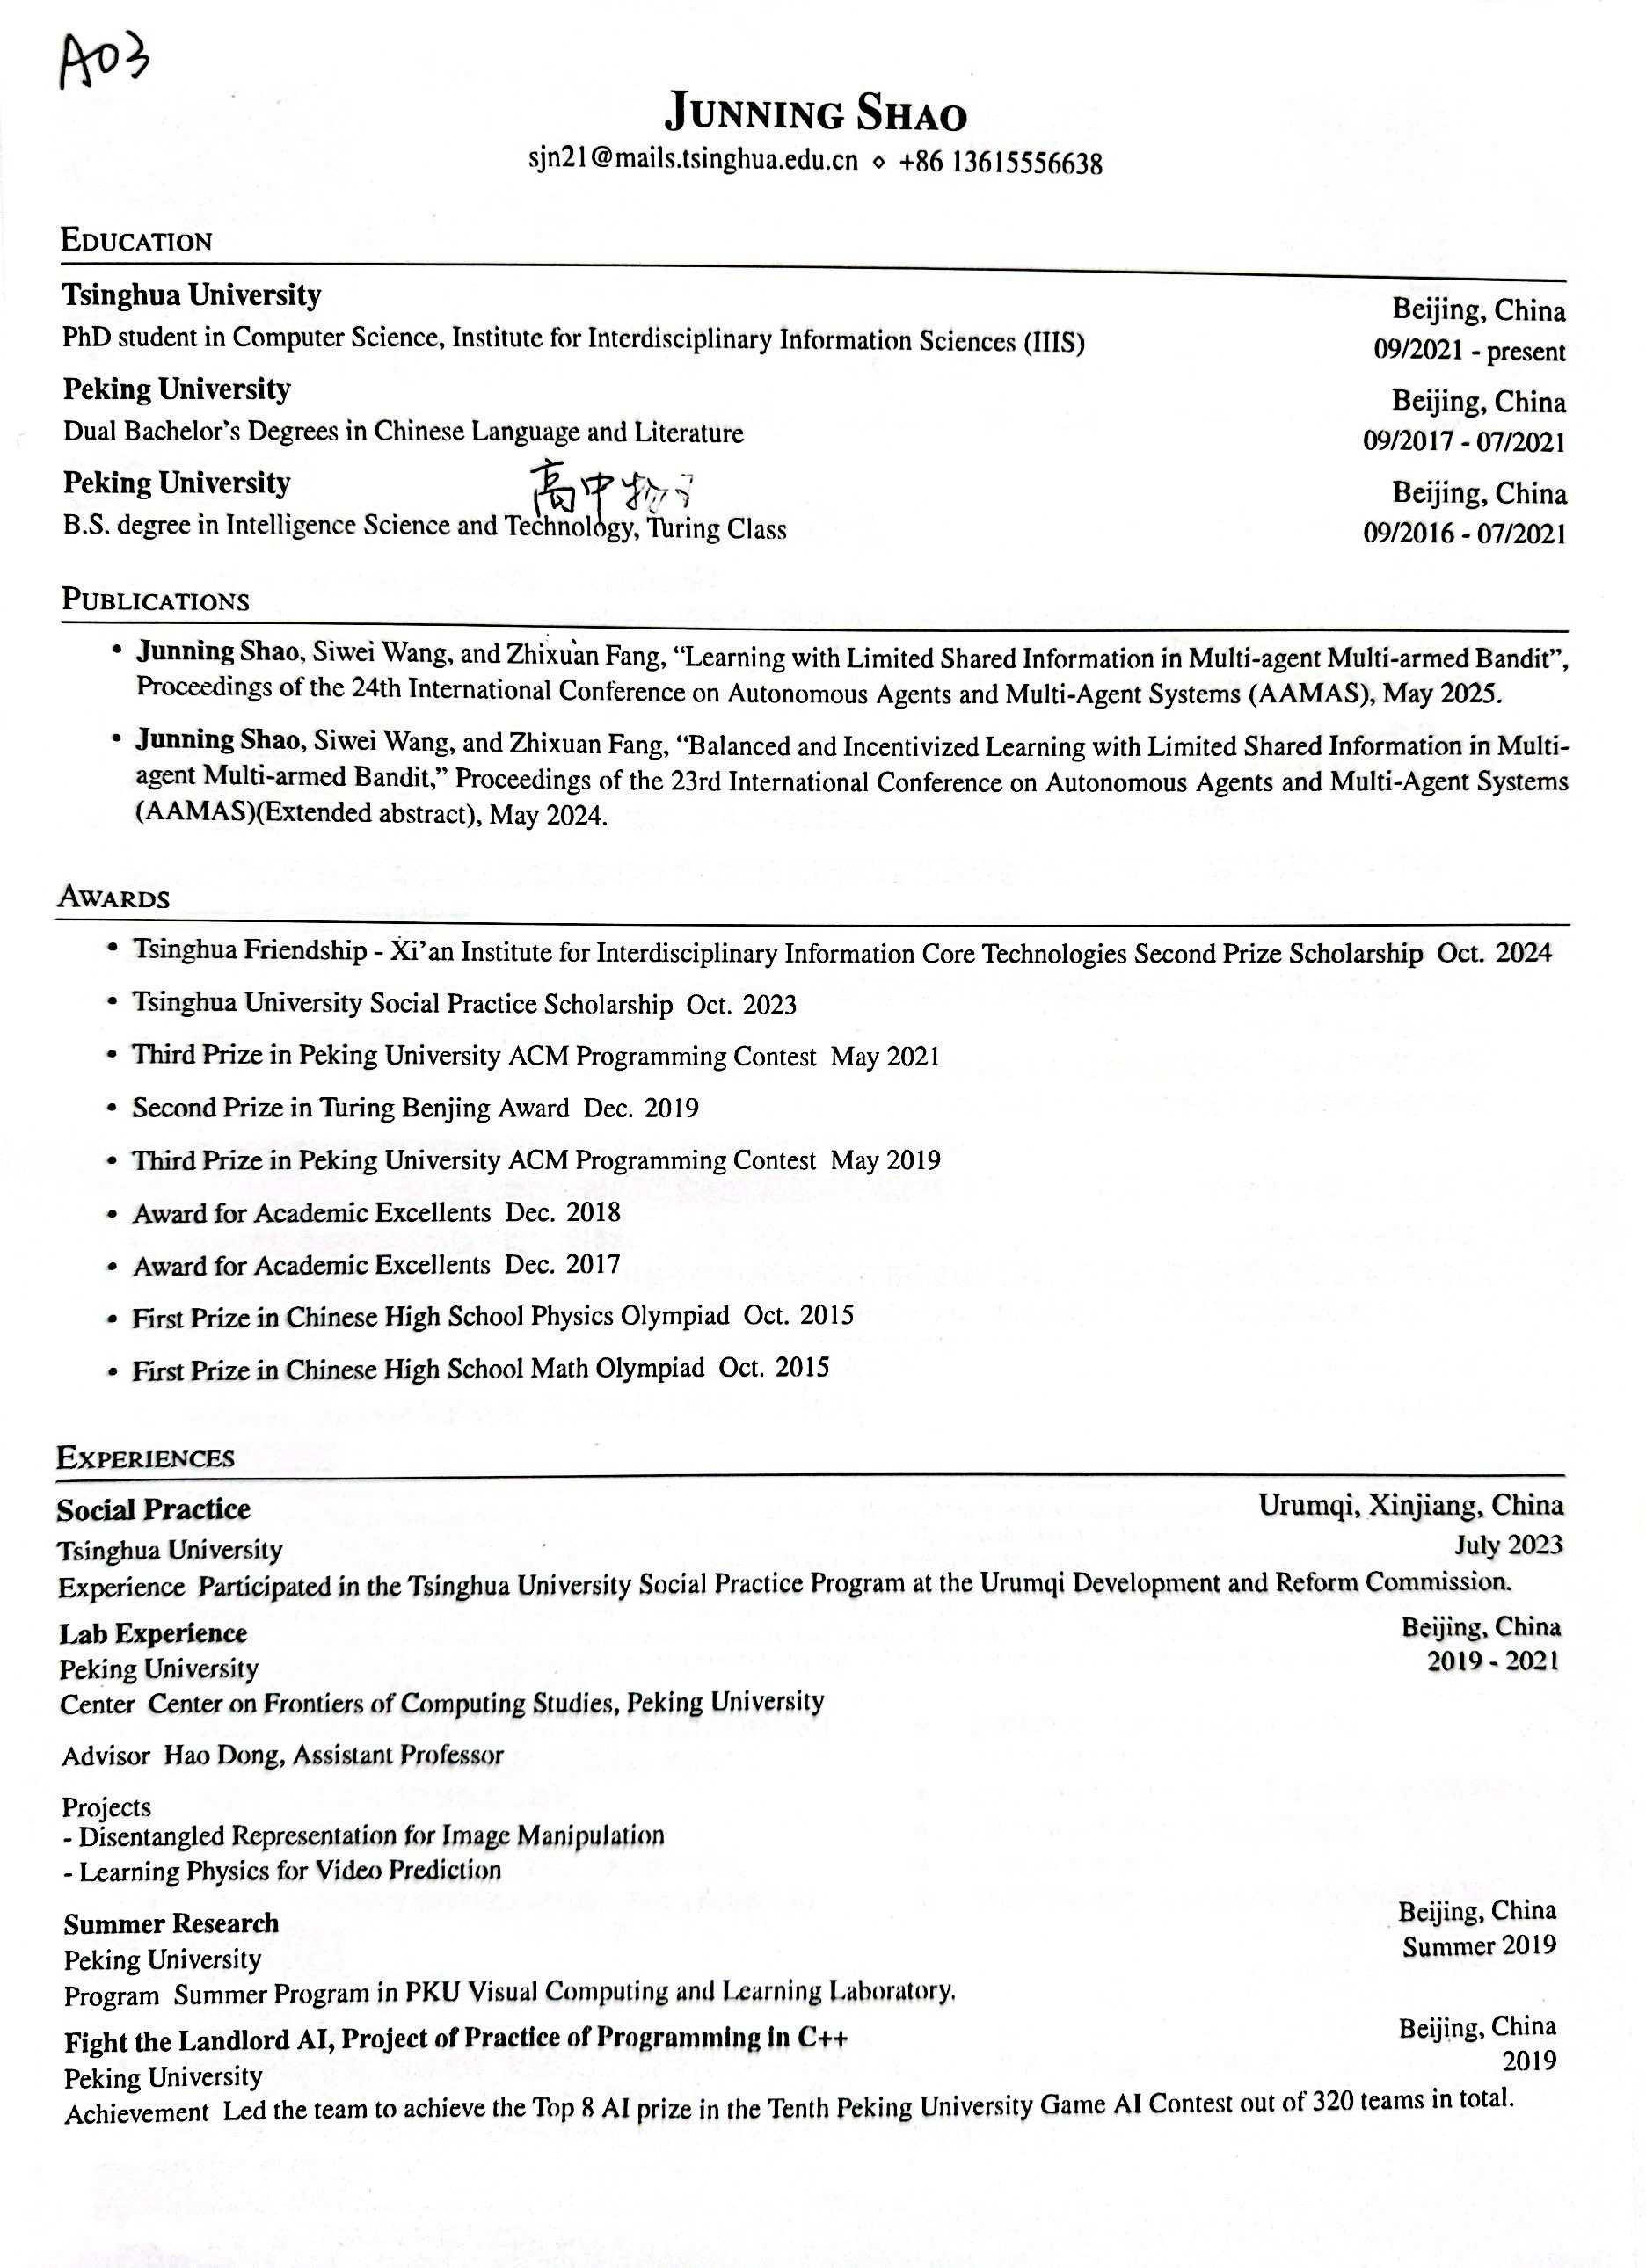 A03
JUNNING SHAO
sjn21@mails.tsinghua.edu.cn ⋄ +86 13615556638
EDUCATION
Tsinghua University
Beijing, China
PhD student in Computer Science, Institute for Interdisciplinary Information Sciences (IIIS)
09/2021 - present
Peking University
Beijing, China
Dual Bachelor's Degrees in Chinese Language and Literature
09/2017 - 07/2021
Peking University
高中
Beijing, China
B.S. degree in Intelligence Science and Technology, Turing Class
09/2016 - 07/2021
PUBLICATIONS
• Junning Shao, Siwei Wang, and Zhixuan Fang, “Learning with Limited Shared Information in Multi-agent Multi-armed Bandit”,
Proceedings of the 24th International Conference on Autonomous Agents and Multi-Agent Systems (AAMAS), May 2025.
• Junning Shao, Siwei Wang, and Zhixuan Fang, “Balanced and Incentivized Learning with Limited Shared Information in Multi-
agent Multi-armed Bandit,” Proceedings of the 23rd International Conference on Autonomous Agents and Multi-Agent Systems
(AAMAS)(Extended abstract), May 2024.
AWARDS
• Tsinghua Friendship - Xi'an Institute for Interdisciplinary Information Core Technologies Second Prize Scholarship Oct. 2024
• Tsinghua University Social Practice Scholarship Oct. 2023
• Third Prize in Peking University ACM Programming Contest May 2021
• Second Prize in Turing Benjing Award Dec. 2019
• Third Prize in Peking University ACM Programming Contest May 2019
• Award for Academic Excellents Dec. 2018
• Award for Academic Excellents Dec. 2017
• First Prize in Chinese High School Physics Olympiad Oct. 2015
• First Prize in Chinese High School Math Olympiad Oct. 2015
EXPERIENCES
Social Practice
Urumqi, Xinjiang, China
Tsinghua University
July 2023
Experience Participated in the Tsinghua University Social Practice Program at the Urumqi Development and Reform Commission.
Lab Experience
Beijing, China
Peking University
2019 - 2021
Center Center on Frontiers of Computing Studies, Peking University
Advisor Hao Dong, Assistant Professor
Projects
- Disentangled Representation for Image Manipulation
- Learning Physics for Video Prediction
Summer Research
Beijing, China
Peking University
Summer 2019
Program Summer Program in PKU Visual Computing and Learning Laboratory.
Fight the Landlord AI, Project of Practice of Programming in C++
Beijing, China
Peking University
2019
Achievement Led the team to achieve the Top 8 AI prize in the Tenth Peking University Game AI Contest out of 320 teams in total.